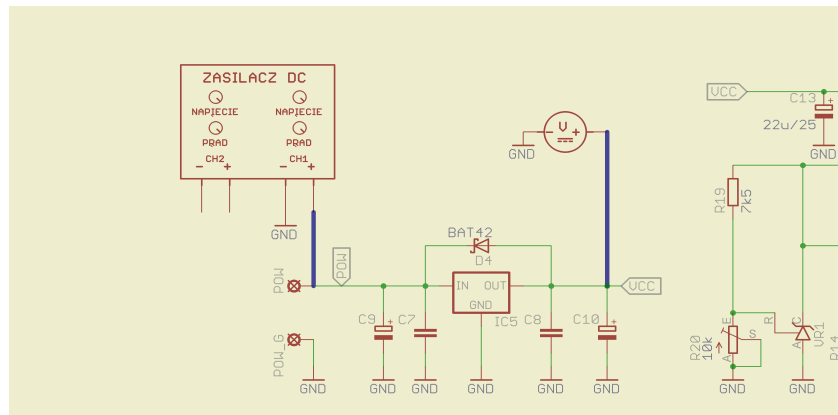 ZASILACZ DC
NAPIECIE NAPIECIE
PRAD PRAD
CH2 CH1
- + - +
GND
POW
POW
POW_G
GND
BAT42
D4
IN OUT
GND
IC5
C9
+
C7
C8
C10
+
GND GND GND GND GND
V
- +
GND
VCC
VCC
C13
+
22u/25
GND
R19
7k5
R20
10k
E
S
A
R
C
A
VR1
R14
GND GND